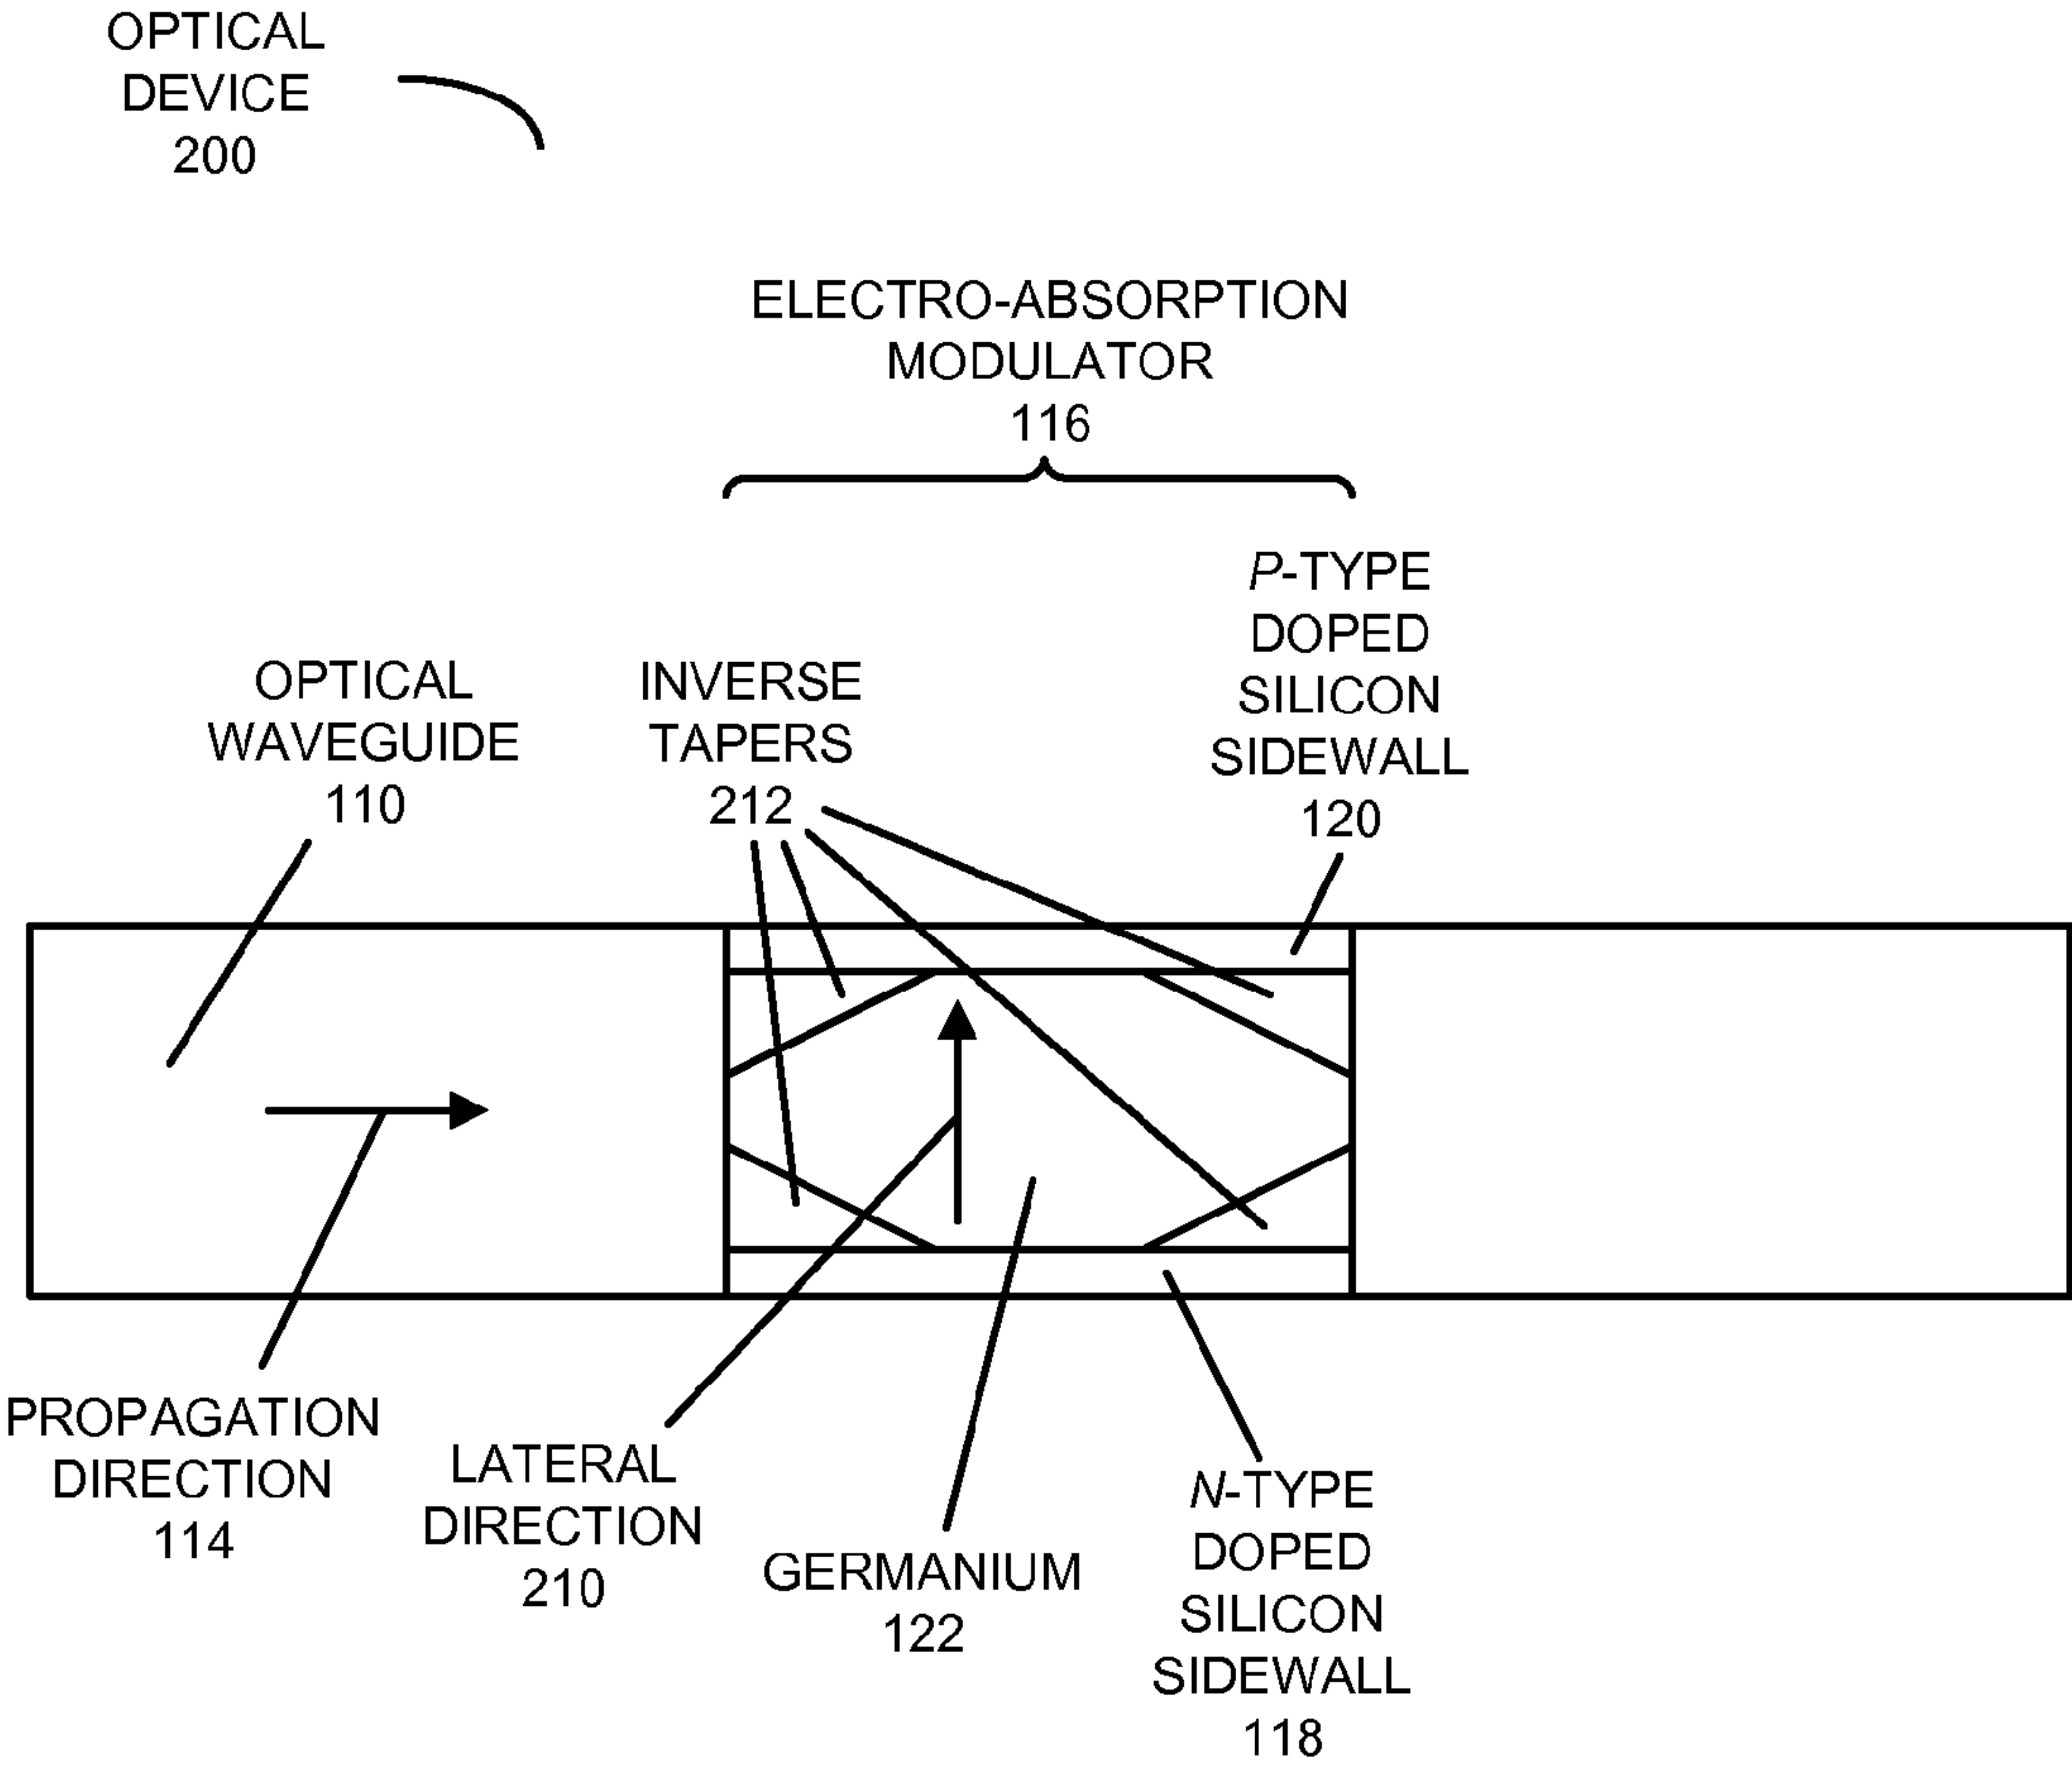 OPTICAL
DEVICE
200
ELECTRO-ABSORPTION
MODULATOR
116
P-TYPE
DOPED
SILICON
SIDEWALL
120
OPTICAL
WAVEGUIDE
110
INVERSE
TAPERS
212
PROPAGATION
DIRECTION
114
LATERAL
DIRECTION
210
GERMANIUM
122
N-TYPE
DOPED
SILICON
SIDEWALL
118